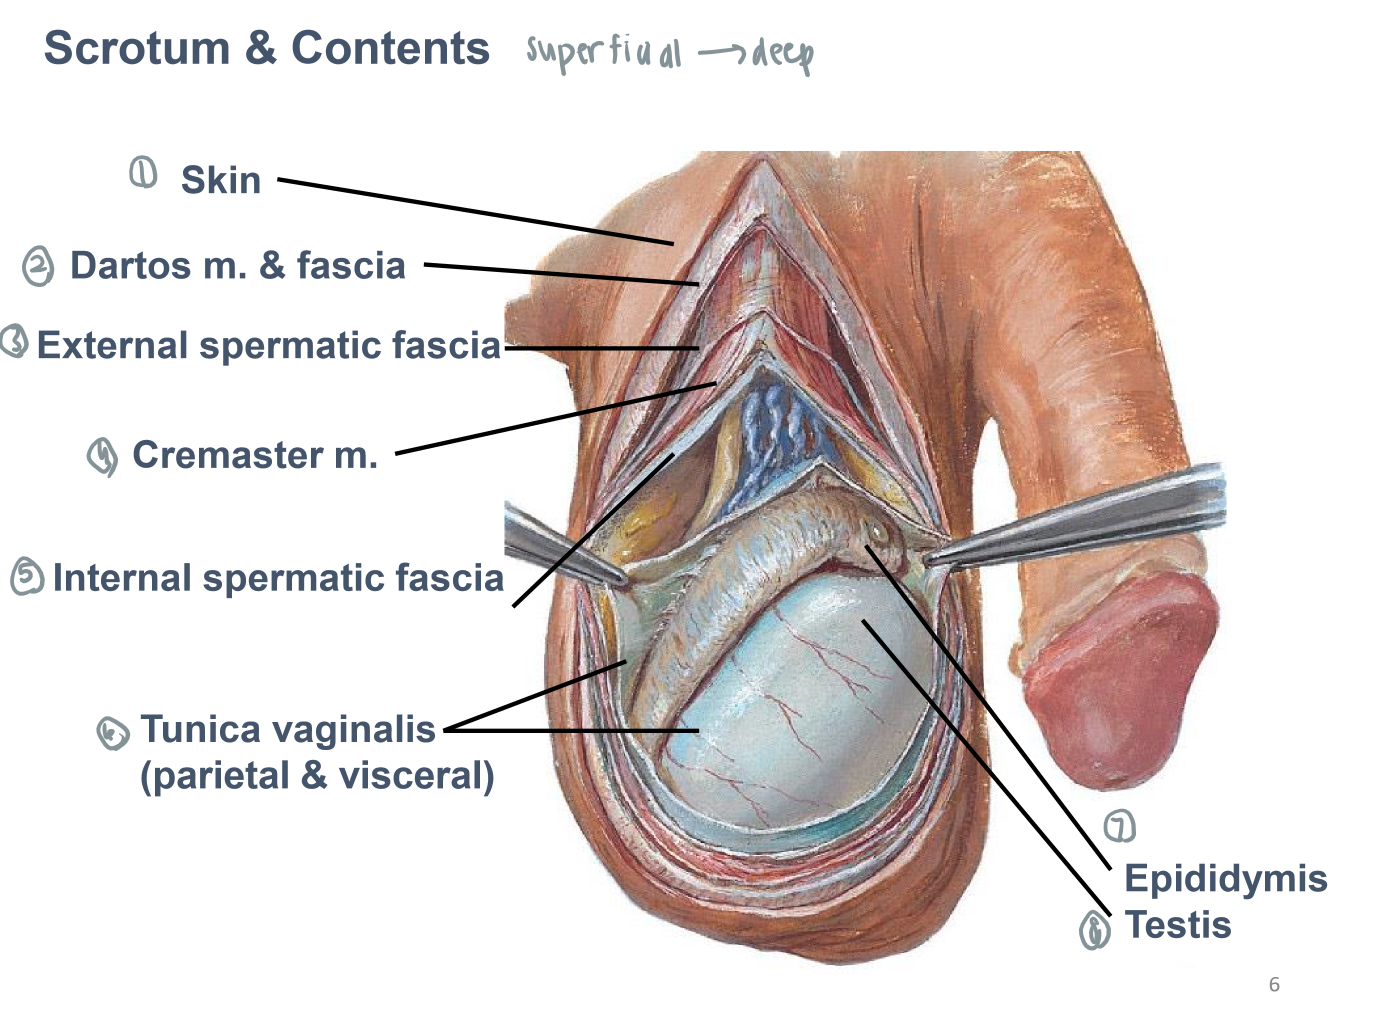 Scrotum & Contents superficial → deep
① Skin
② Dartos m. & fascia
③ External spermatic fascia
④ Cremaster m.
⑤ Internal spermatic fascia
⑥ Tunica vaginalis
(parietal & visceral)
⑦
Epididymis
⑧ Testis
6